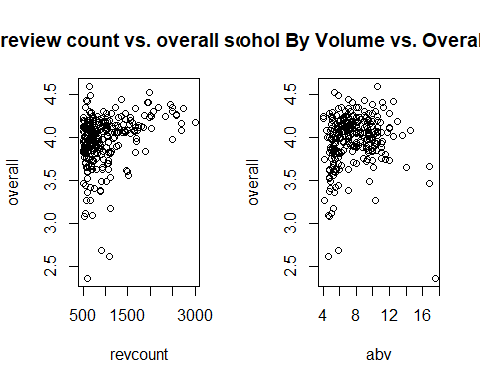 review count vs. overall s
ohol By Volume vs. Overal
overall
2.5 3.0 3.5 4.0 4.5
500 1500 3000
revcount
overall
2.5 3.0 3.5 4.0 4.5
4 8 12 16
abv